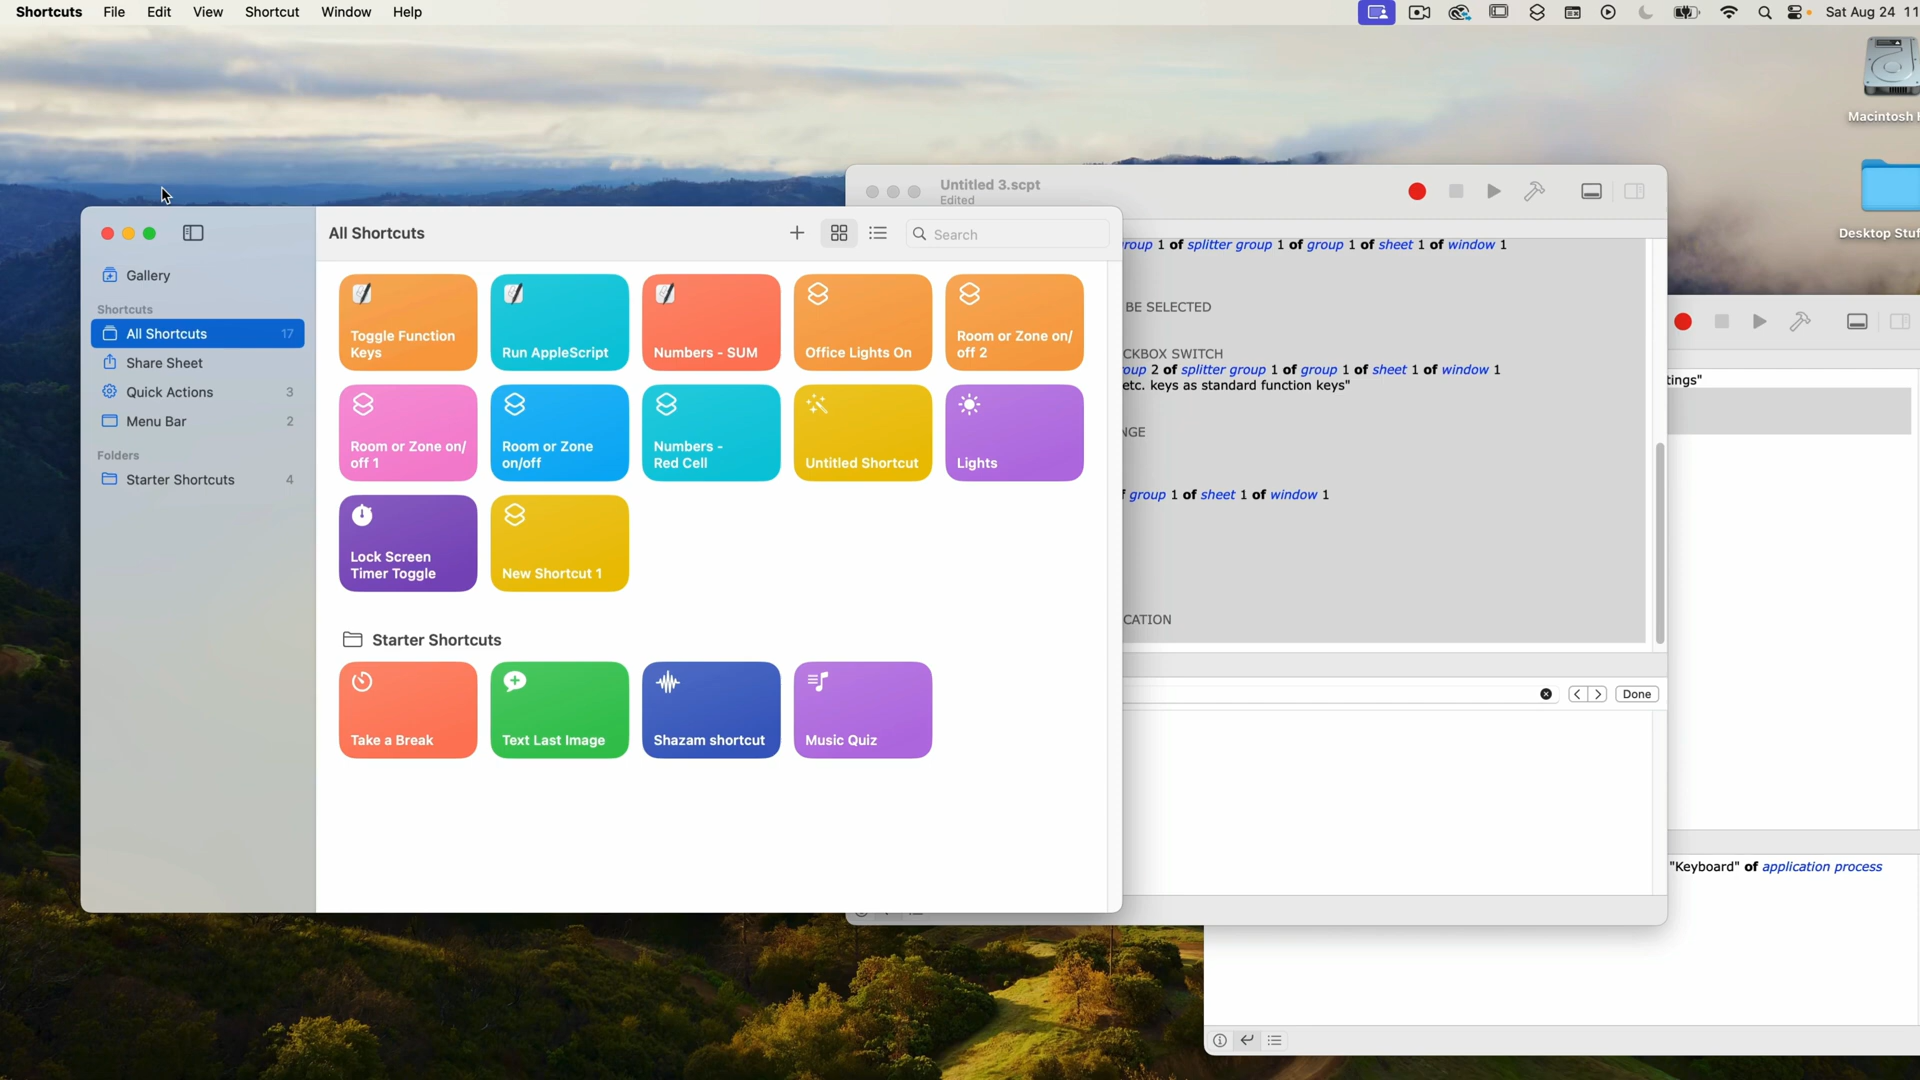 Shortcuts File Edit View Shortcut Window Help
Sat Aug 24 11
Macintosh
Desktop Stuf
Untitled 3.scpt
Edited
All Shortcuts
Search
Gallery
Shortcuts
All Shortcuts 17
Share Sheet
Quick Actions 3
Menu Bar 2
Folders
Starter Shortcuts 4
Toggle Function
Keys
Run AppleScript
Numbers - SUM
Office Lights On
Room or Zone on/
off 2
Room or Zone on/
off 1
Room or Zone
on/off
Numbers -
Red Cell
Untitled Shortcut
Lights
Lock Screen
Timer Toggle
New Shortcut 1
Starter Shortcuts
Take a Break
Text Last Image
Shazam shortcut
Music Quiz
roup 1 of splitter group 1 of group 1 of sheet 1 of window 1
BE SELECTED
CKBOX SWITCH
oup 2 of splitter group 1 of group 1 of sheet 1 of window 1
etc. keys as standard function keys"
NGE
f group 1 of sheet 1 of window 1
CATION
Done
tings"
"Keyboard" of application process